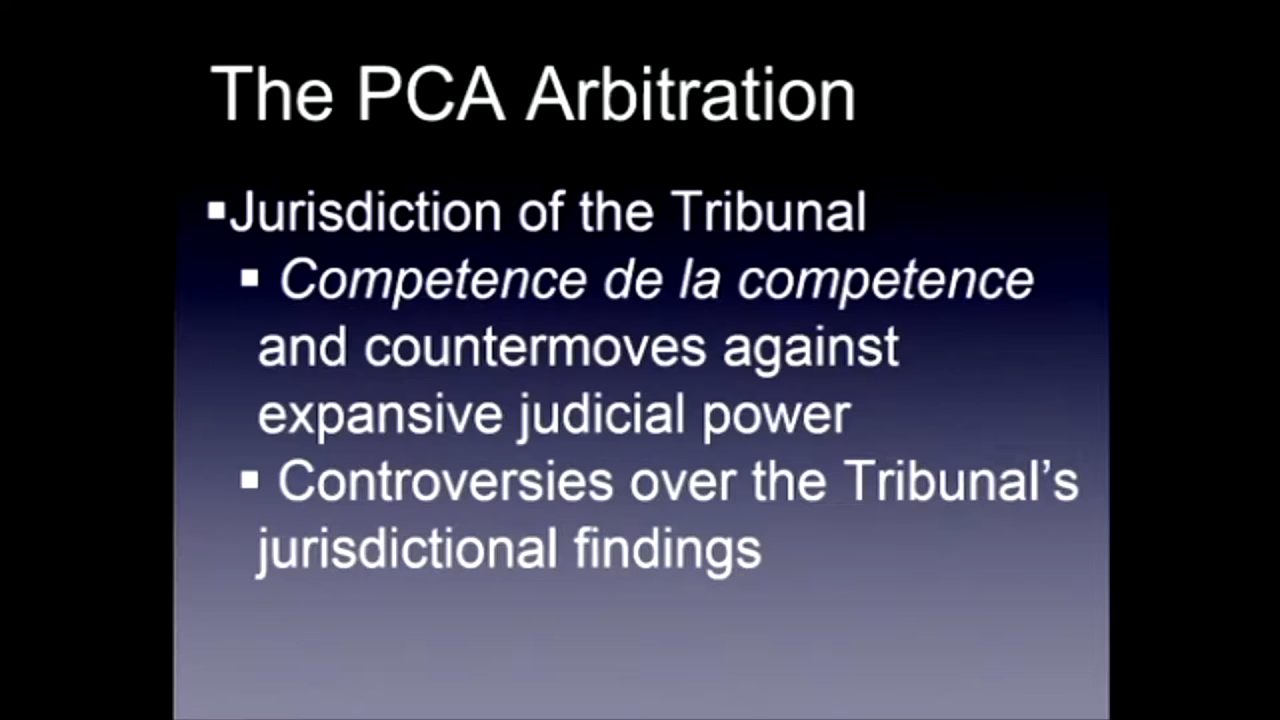 The PCA Arbitration
▪Jurisdiction of the Tribunal
▪ Competence de la competence
and countermoves against
expansive judicial power
▪ Controversies over the Tribunal’s
jurisdictional findings